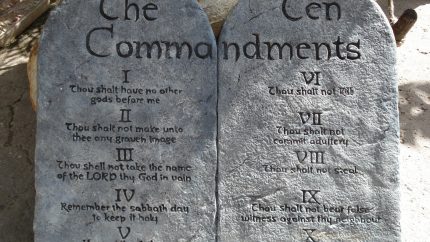 The Ten
Commandments
I
Thou shalt have no other
gods before me
II
Thou shalt not make unto
thee any graven image
III
Thou shalt not take the name
of the LORD thy God in vain
IV
Remember the sabbath day
to keep it holy
V
VI
Thou shalt not
VII
Thou shalt not
commit adultery
VIII
Thou shalt not steal
IX
Thou shalt not bear false
witness against thy neighbour
X